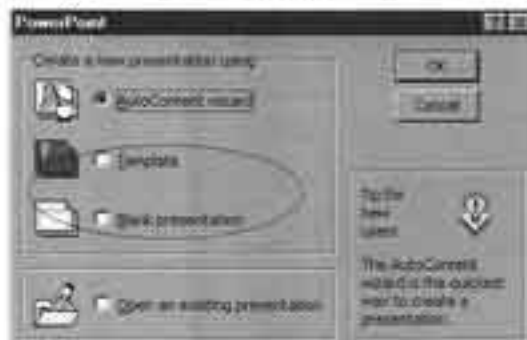 PowerPoint
Create a new presentation using
AutoContent wizard
Template
Blank presentation
Open an existing presentation
OK
Cancel
Tip for
new
users
The AutoContent
wizard is the quickest
way to create a
presentation.